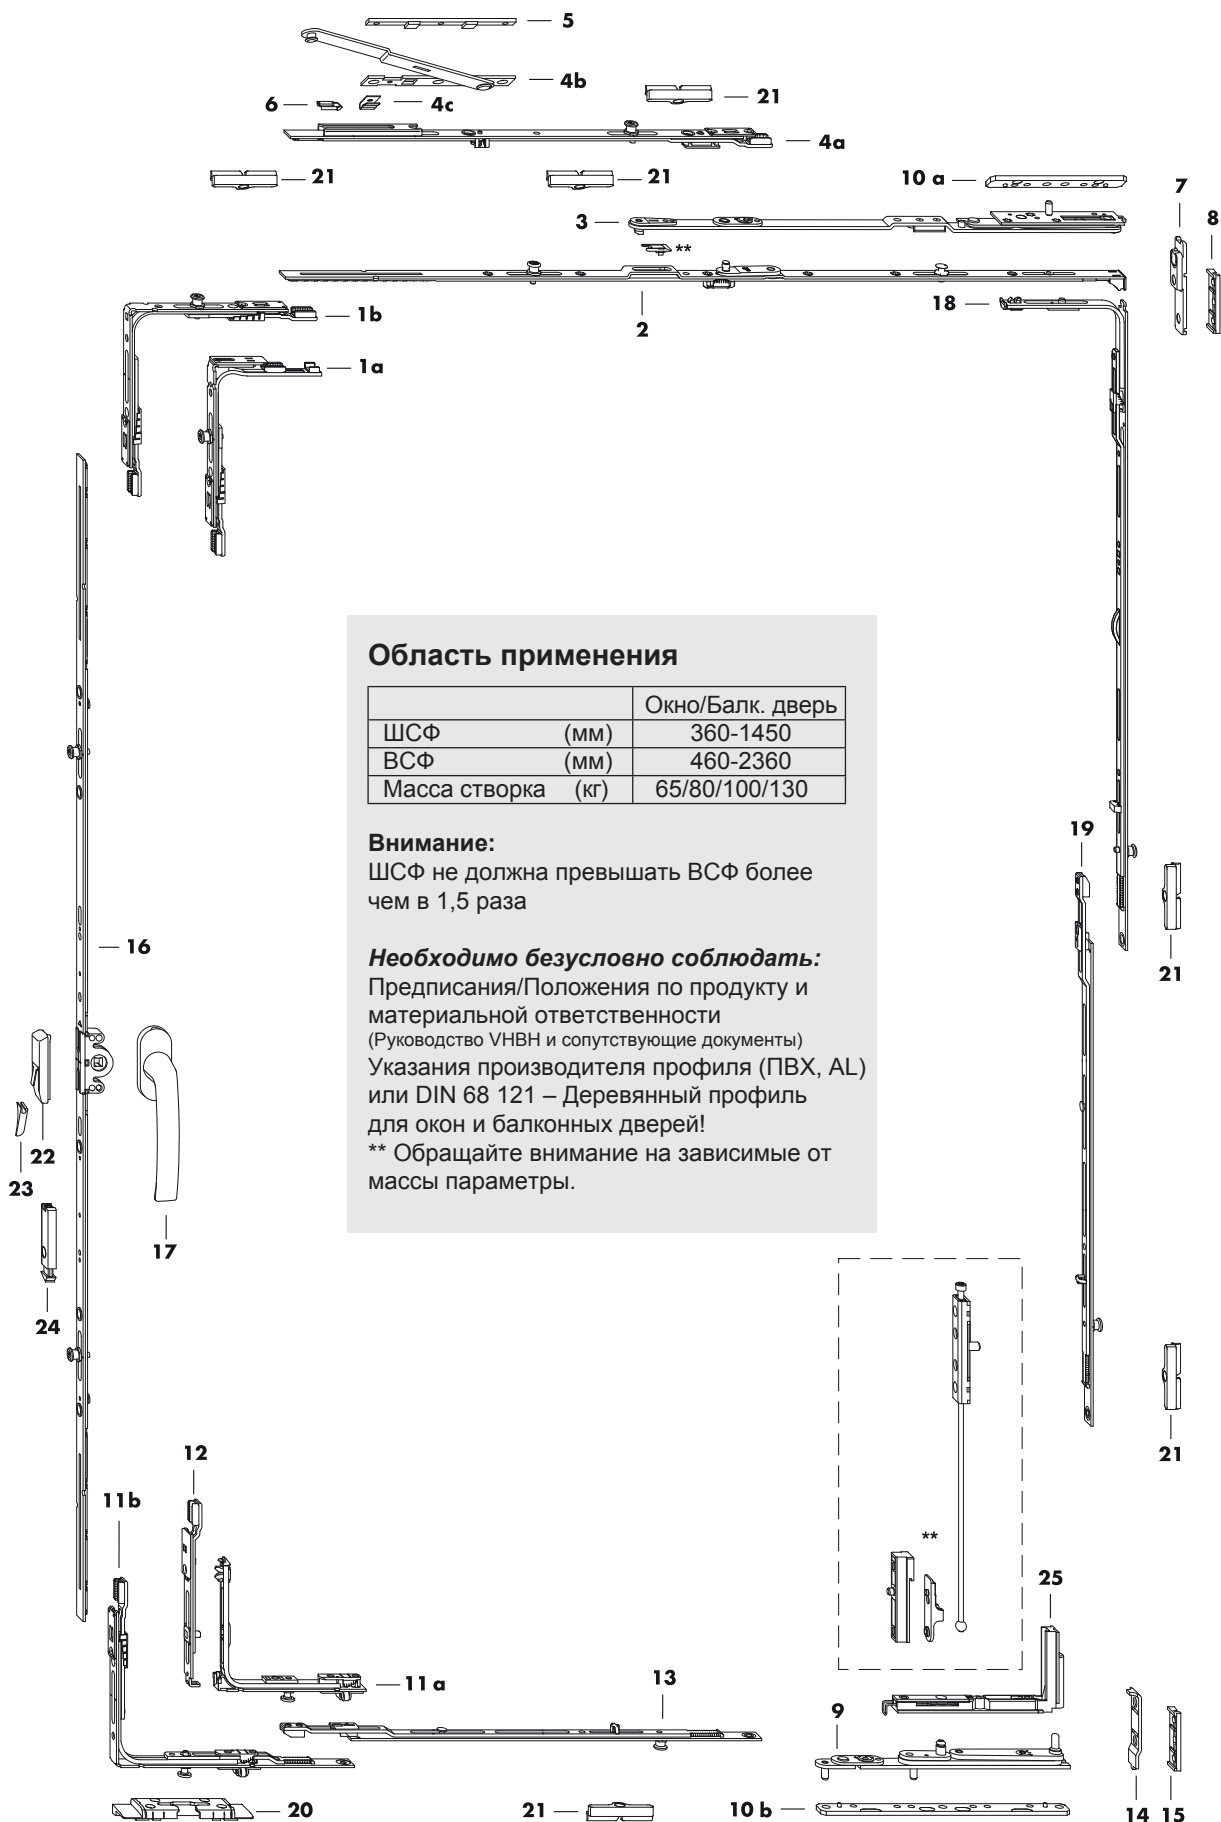 5
4b
21
6
4c
4a
21
21
10 a
7
8
3
**
2
18
1b
1a
Область применения
Окно/Балк. дверь
ШСФ (мм) 360-1450
ВСФ (мм) 460-2360
Масса створка (кг) 65/80/100/130
Внимание:
ШСФ не должна превышать ВСФ более
чем в 1,5 раза
Необходимо безусловно соблюдать:
Предписания/Положения по продукту и
материальной ответственности
(Руководство VHBH и сопутствующие документы)
Указания производителя профиля (ПВХ, AL)
или DIN 68 121 – Деревянный профиль
для окон и балконных дверей!
** Обращайте внимание на зависимые от
массы параметры.
19
21
16
22
23
17
24
21
12
11b
**
25
11 a
13
9
20
21
10 b
14
15